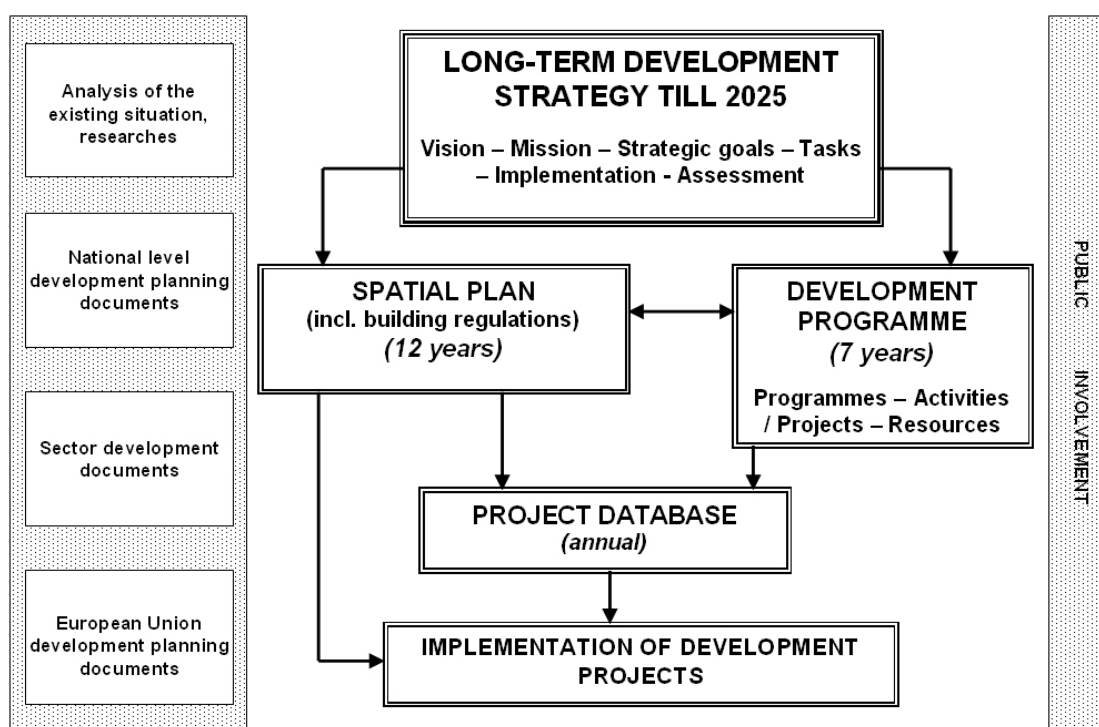 Analysis of the
existing situation,
researches
National level
development planning
documents
Sector development
documents
European Union
development planning
documents
LONG-TERM DEVELOPMENT
STRATEGY TILL 2025
Vision – Mission – Strategic goals – Tasks
– Implementation - Assessment
SPATIAL PLAN
(incl. building regulations)
(12 years)
DEVELOPMENT
PROGRAMME
(7 years)
Programmes – Activities
/ Projects – Resources
PROJECT DATABASE
(annual)
IMPLEMENTATION OF DEVELOPMENT
PROJECTS
PUBLIC INVOLVEMENT